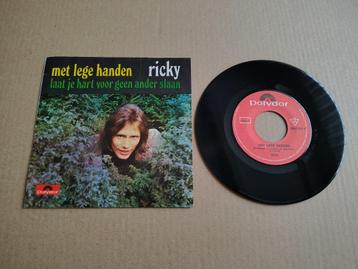 met lege handen ricky
laat je hart voor geen ander slaan
Polydor
Polydor
MET LEGE HANDEN